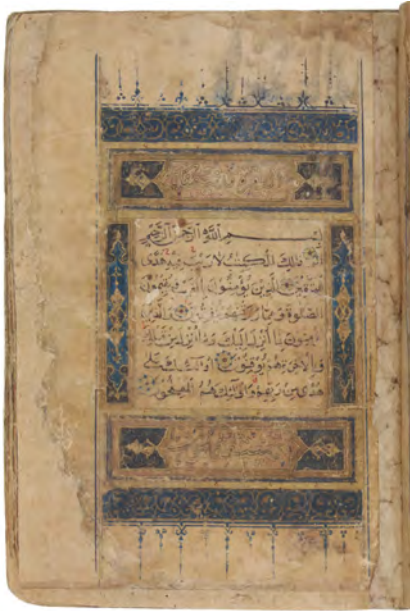 بسم الله الرحمن الرحيم
الم ذلك الكتب لا ريب فيه هدى
للمتقين الذين يؤمنون بالغيب ويقيمون
الصلوة ومما رزقنهم ينفقون والذين
يؤمنون بما انزل اليك وما انزل من قبلك
وبالاخرة هم يوقنون اولئك على
هدى من ربهم واولئك هم المفلحون